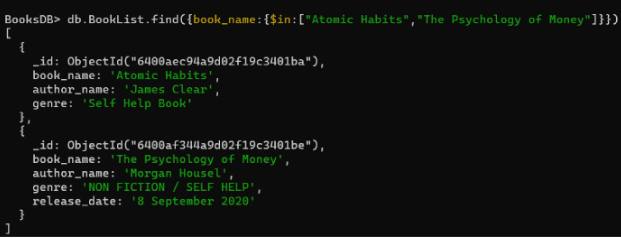 BooksDB> db.BookList.find({book_name:{$in:["Atomic Habits","The Psychology of Money"]}})
[
  {
    _id: ObjectId("6400aec94a9d02f19c3401ba"),
    book_name: 'Atomic Habits',
    author_name: 'James Clear',
    genre: 'Self Help Book'
  },
  {
    _id: ObjectId("6400af344a9d02f19c3401be"),
    book_name: 'The Psychology of Money',
    author_name: 'Morgan Housel',
    genre: 'NON FICTION / SELF HELP',
    release_date: '8 September 2020'
  }
]